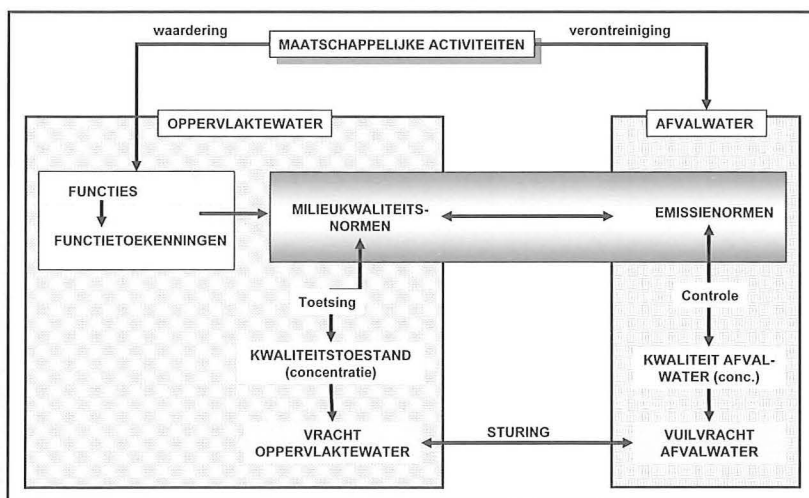 waardering
MAATSCHAPPELIJKE ACTIVITEITEN
verontreiniging
OPPERVLAKTEWATER
AFVALWATER
FUNCTIES
FUNCTIETOEKENNINGEN
MILIEUKWALITEITS-
NORMEN
EMISSIENORMEN
Toetsing
Controle
KWALITEITSTOESTAND
(concentratie)
KWALITEIT AFVAL-
WATER (conc.)
VRACHT
OPPERVLAKTEWATER
STURING
VUILVRACHT
AFVALWATER